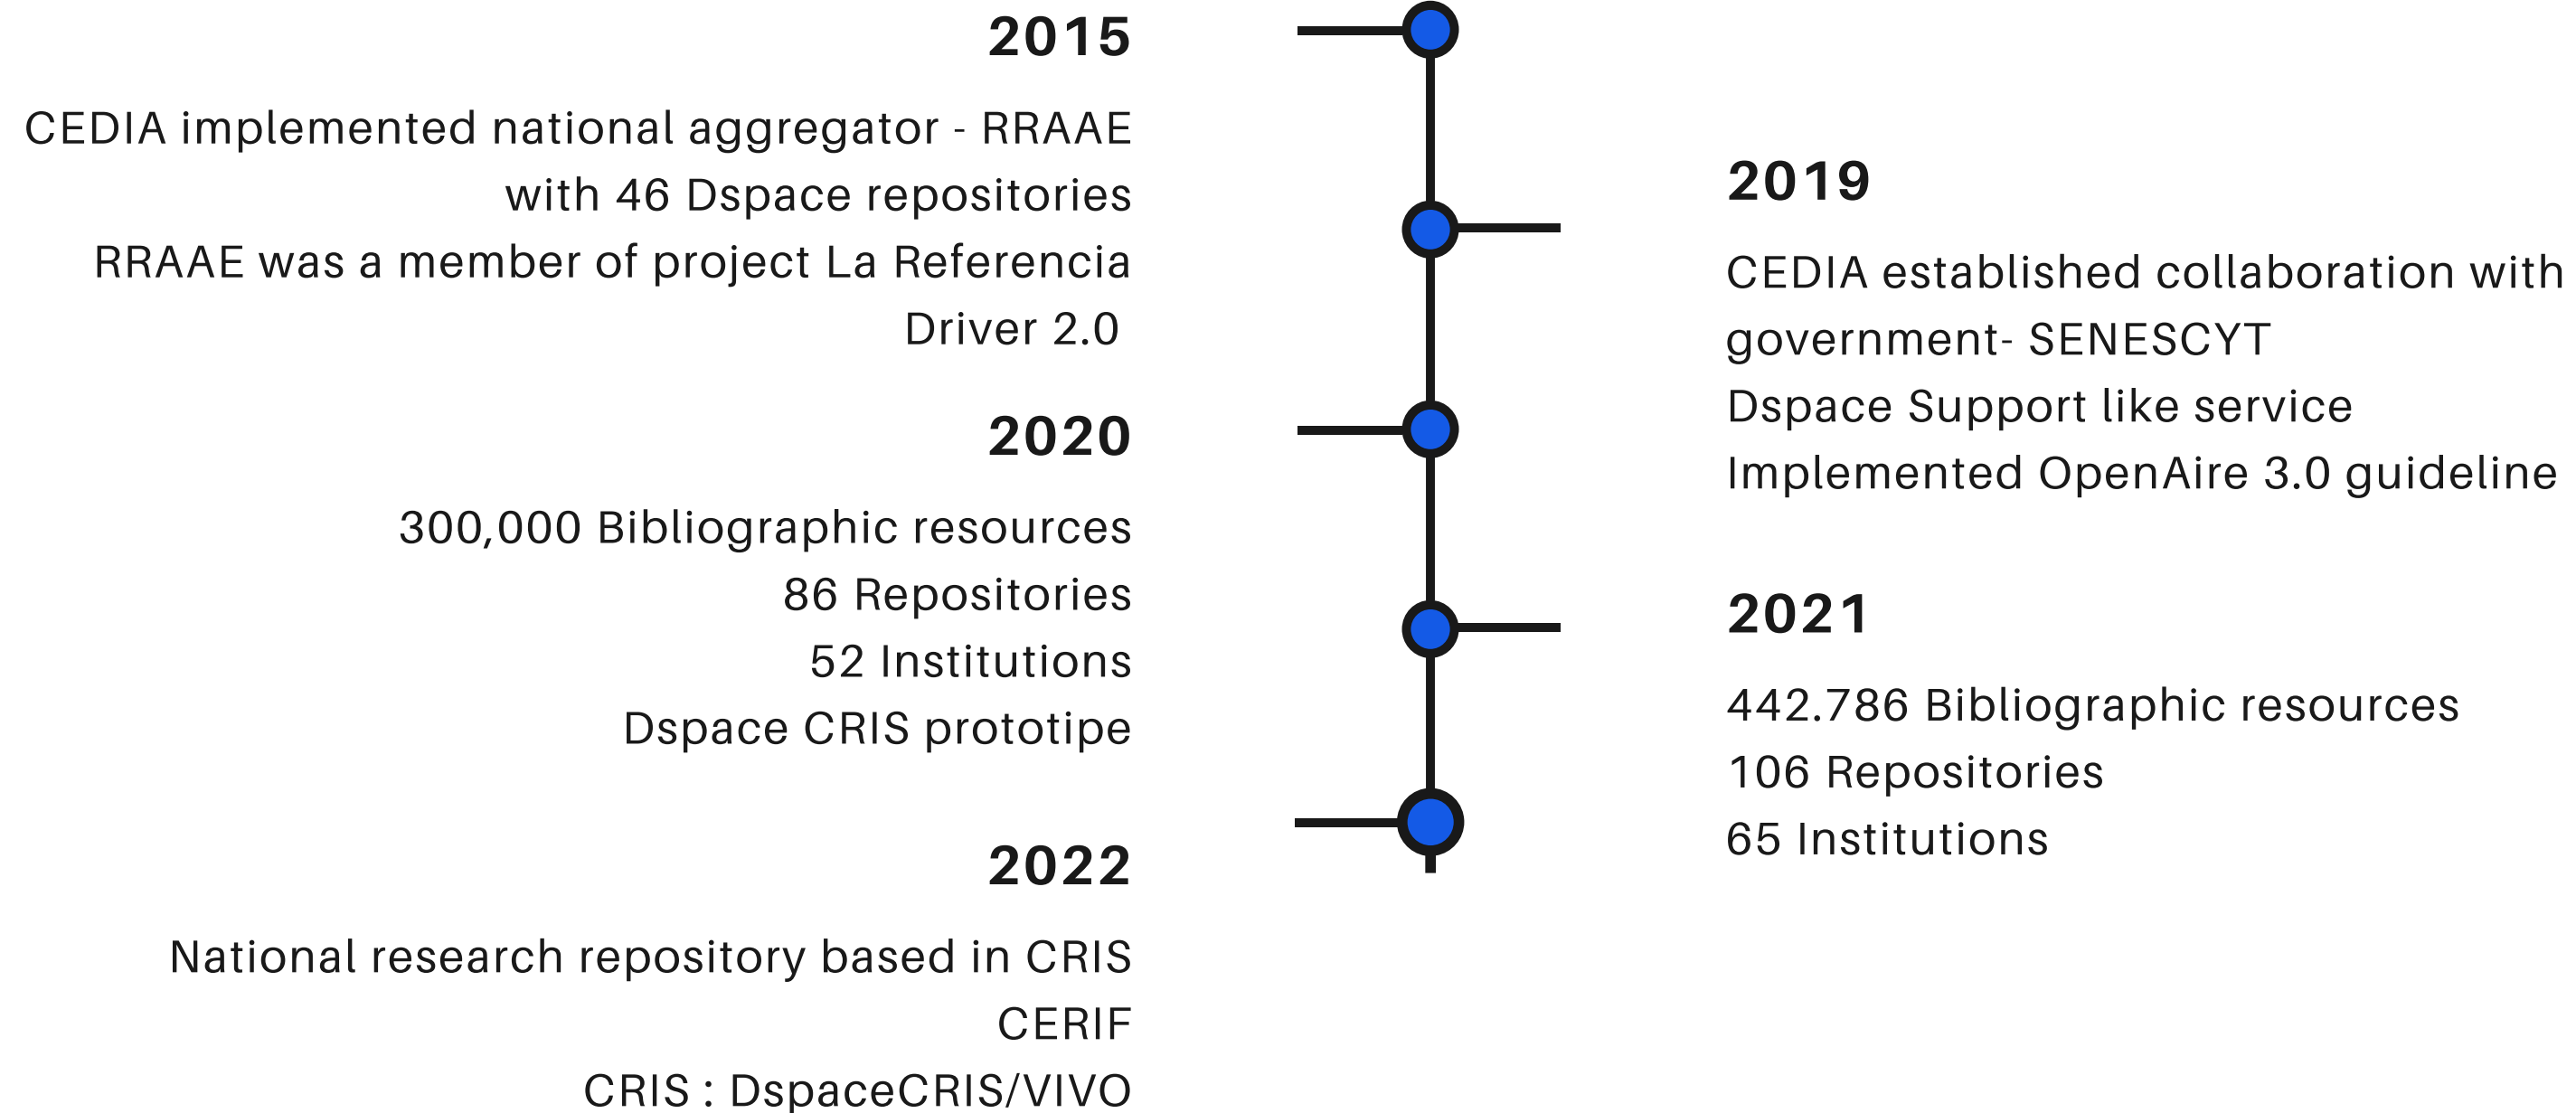 2015
CEDIA implemented national aggregator - RRAAE
with 46 Dspace repositories
RRAAE was a member of project La Referencia
Driver 2.0
2019
CEDIA established collaboration with
government- SENESCYT
Dspace Support like service
Implemented OpenAire 3.0 guideline
2020
300,000 Bibliographic resources
86 Repositories
52 Institutions
Dspace CRIS prototipe
2021
442.786 Bibliographic resources
106 Repositories
65 Institutions
2022
National research repository based in CRIS
CERIF
CRIS : DspaceCRIS/VIVO